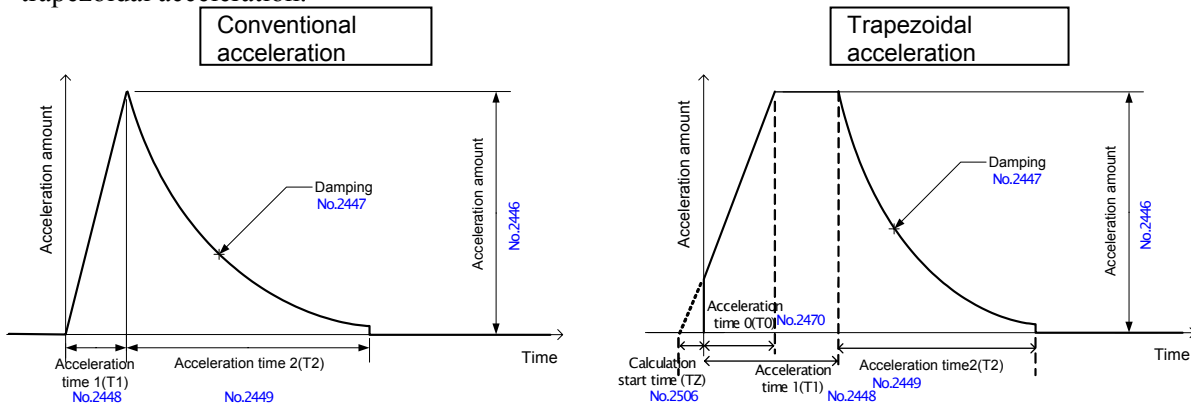 trapezoidal acceleration.
Conventional
acceleration
Acceleration amount
Damping
No.2447
Acceleration amount
No.2446
Time
Acceleration
time 1(T1)
No.2448
Acceleration time 2(T2)
No.2449
Trapezoidal
acceleration
Acceleration amount
Damping
No.2447
Acceleration amount
No.2446
Acceleration
time 0(T0)
No.2470
Time
Calculation
start time (TZ)
No.2506
Acceleration
time 1(T1)
No.2448
Acceleration time2(T2)
No.2449